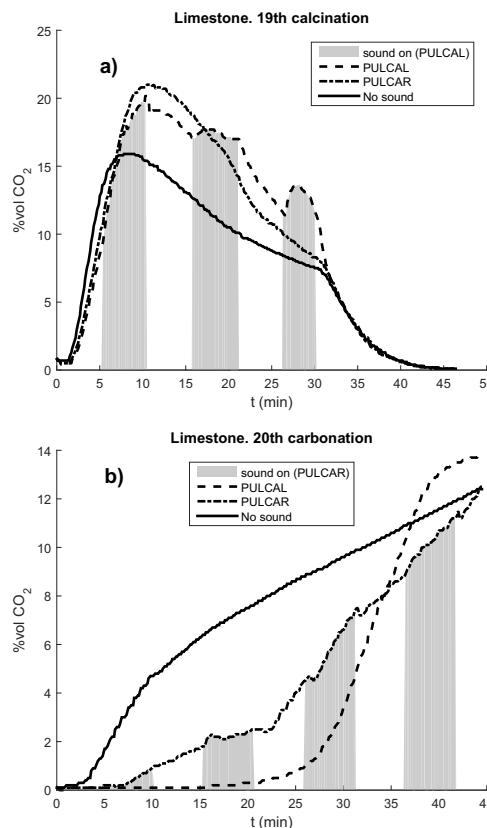 Limestone. 19th calcination
a)
sound on (PULCAL)
PULCAL
PULCAR
No sound
%vol CO2
25
20
15
10
5
0
0 5 10 15 20 25 30 35 40 45 50
t (min)
Limestone. 20th carbonation
b)
sound on (PULCAR)
PULCAL
PULCAR
No sound
%vol CO2
14
12
10
8
6
4
2
0
0 5 10 15 20 25 30 35 40 45
t (min)